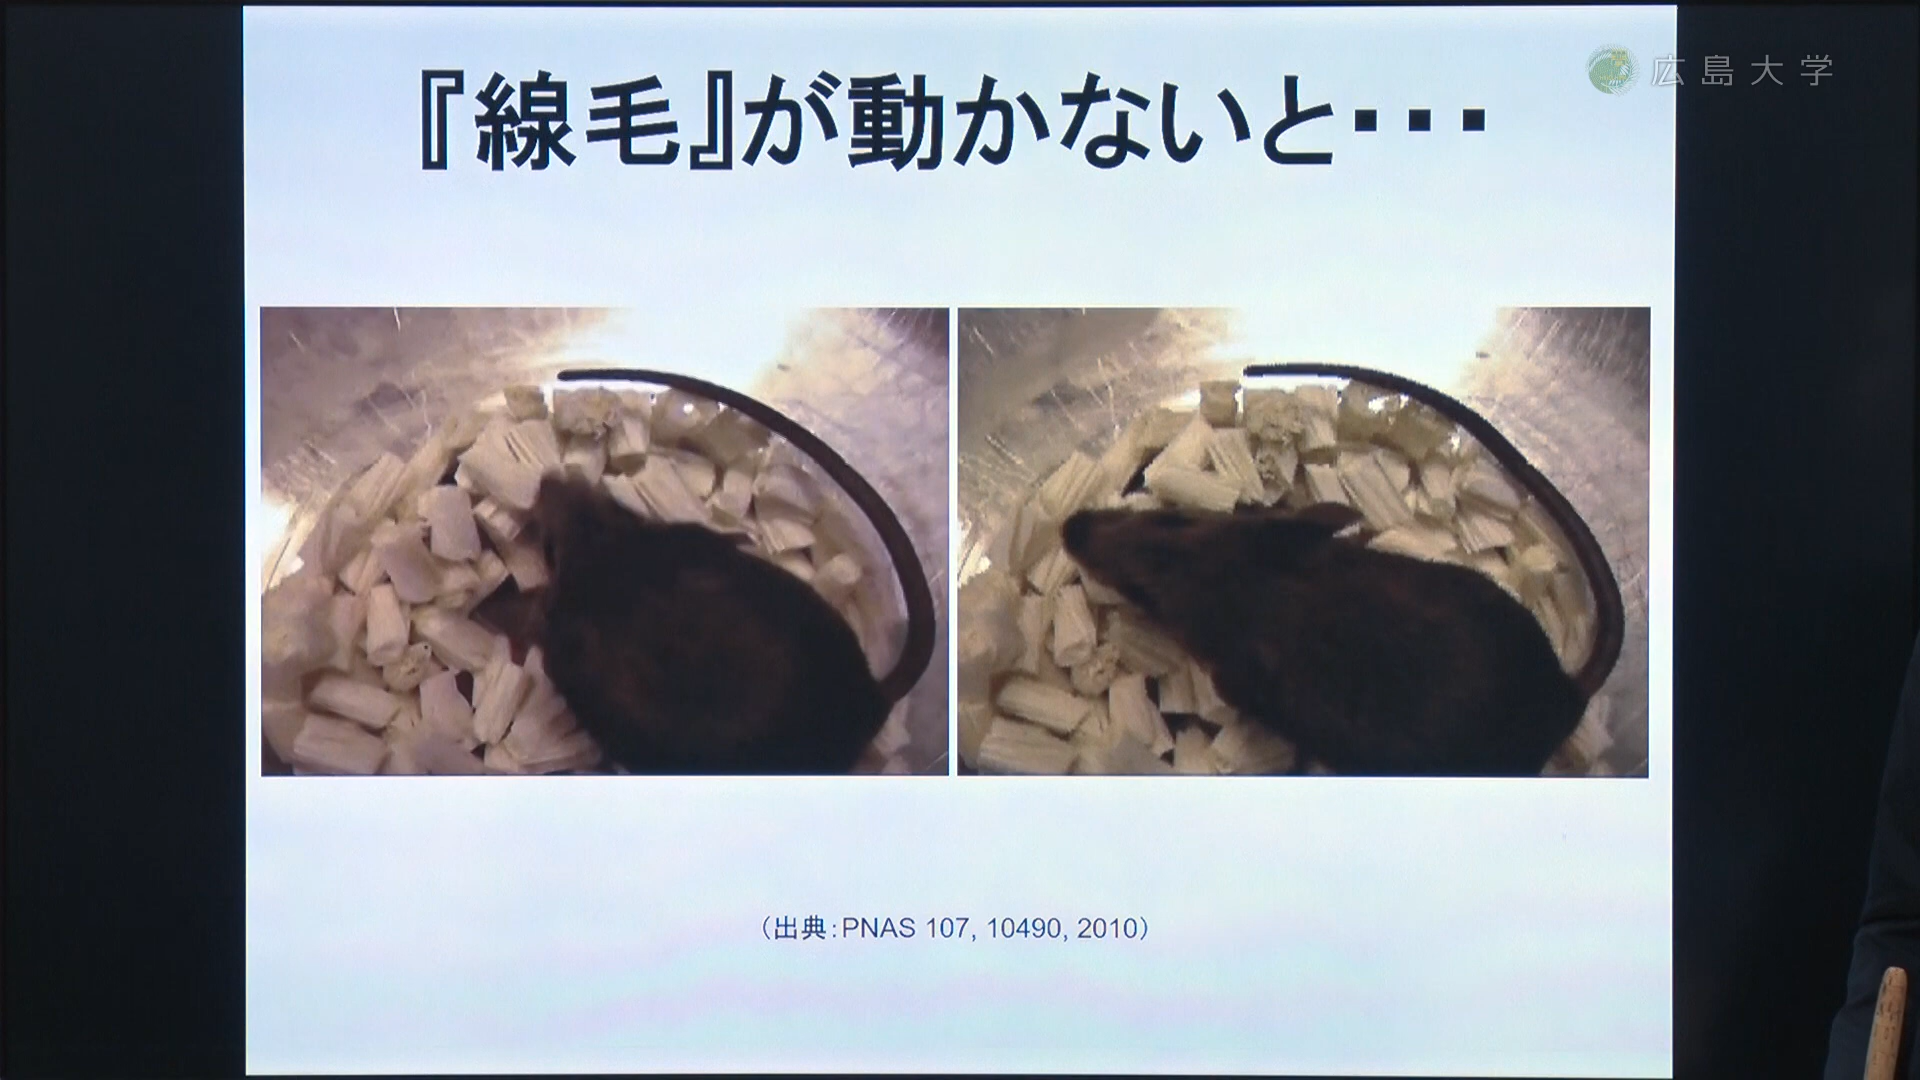 広島大学
『線毛』が動かないと・・・
（出典：PNAS 107, 10490, 2010）